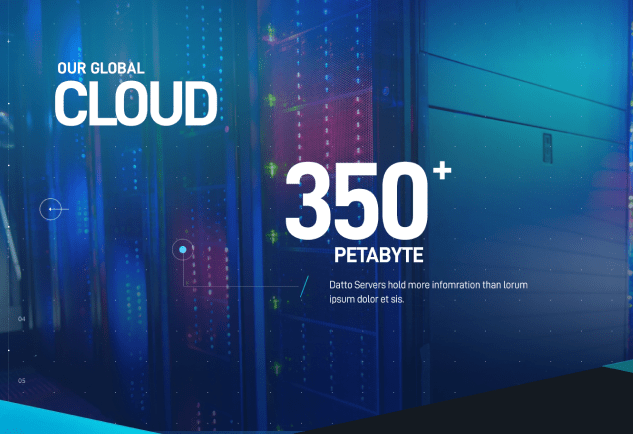 OUR GLOBAL
CLOUD
350+
PETABYTE
Datto Servers hold more infomration than lorum
ipsum dolor et sis.
04
05